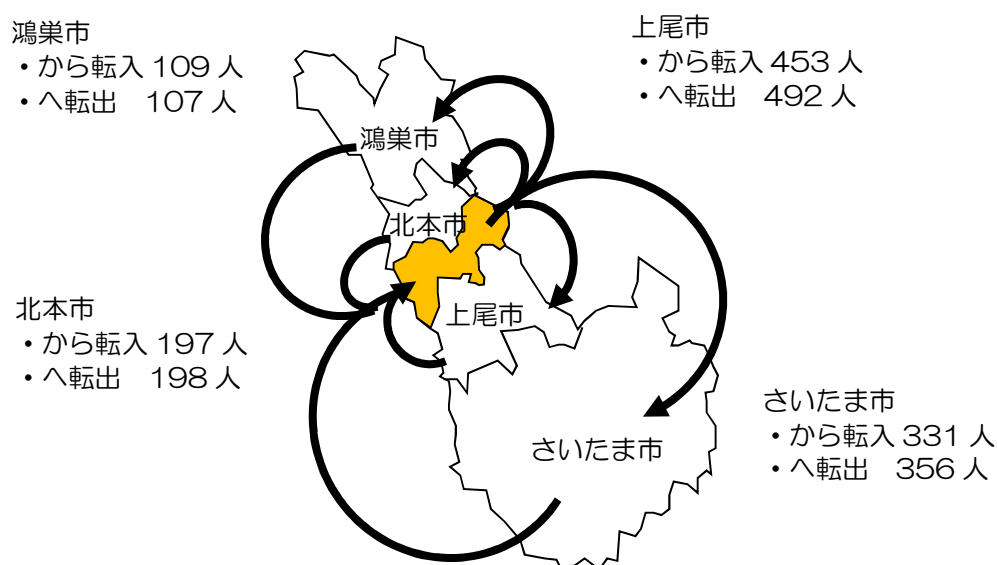 鴻巣市
・から転入 109 人
・へ転出　107 人
上尾市
・から転入 453 人
・へ転出　492 人
鴻巣市
北本市
上尾市
北本市
・から転入 197 人
・へ転出　198 人
さいたま市
・から転入 331 人
・へ転出　356 人
さいたま市